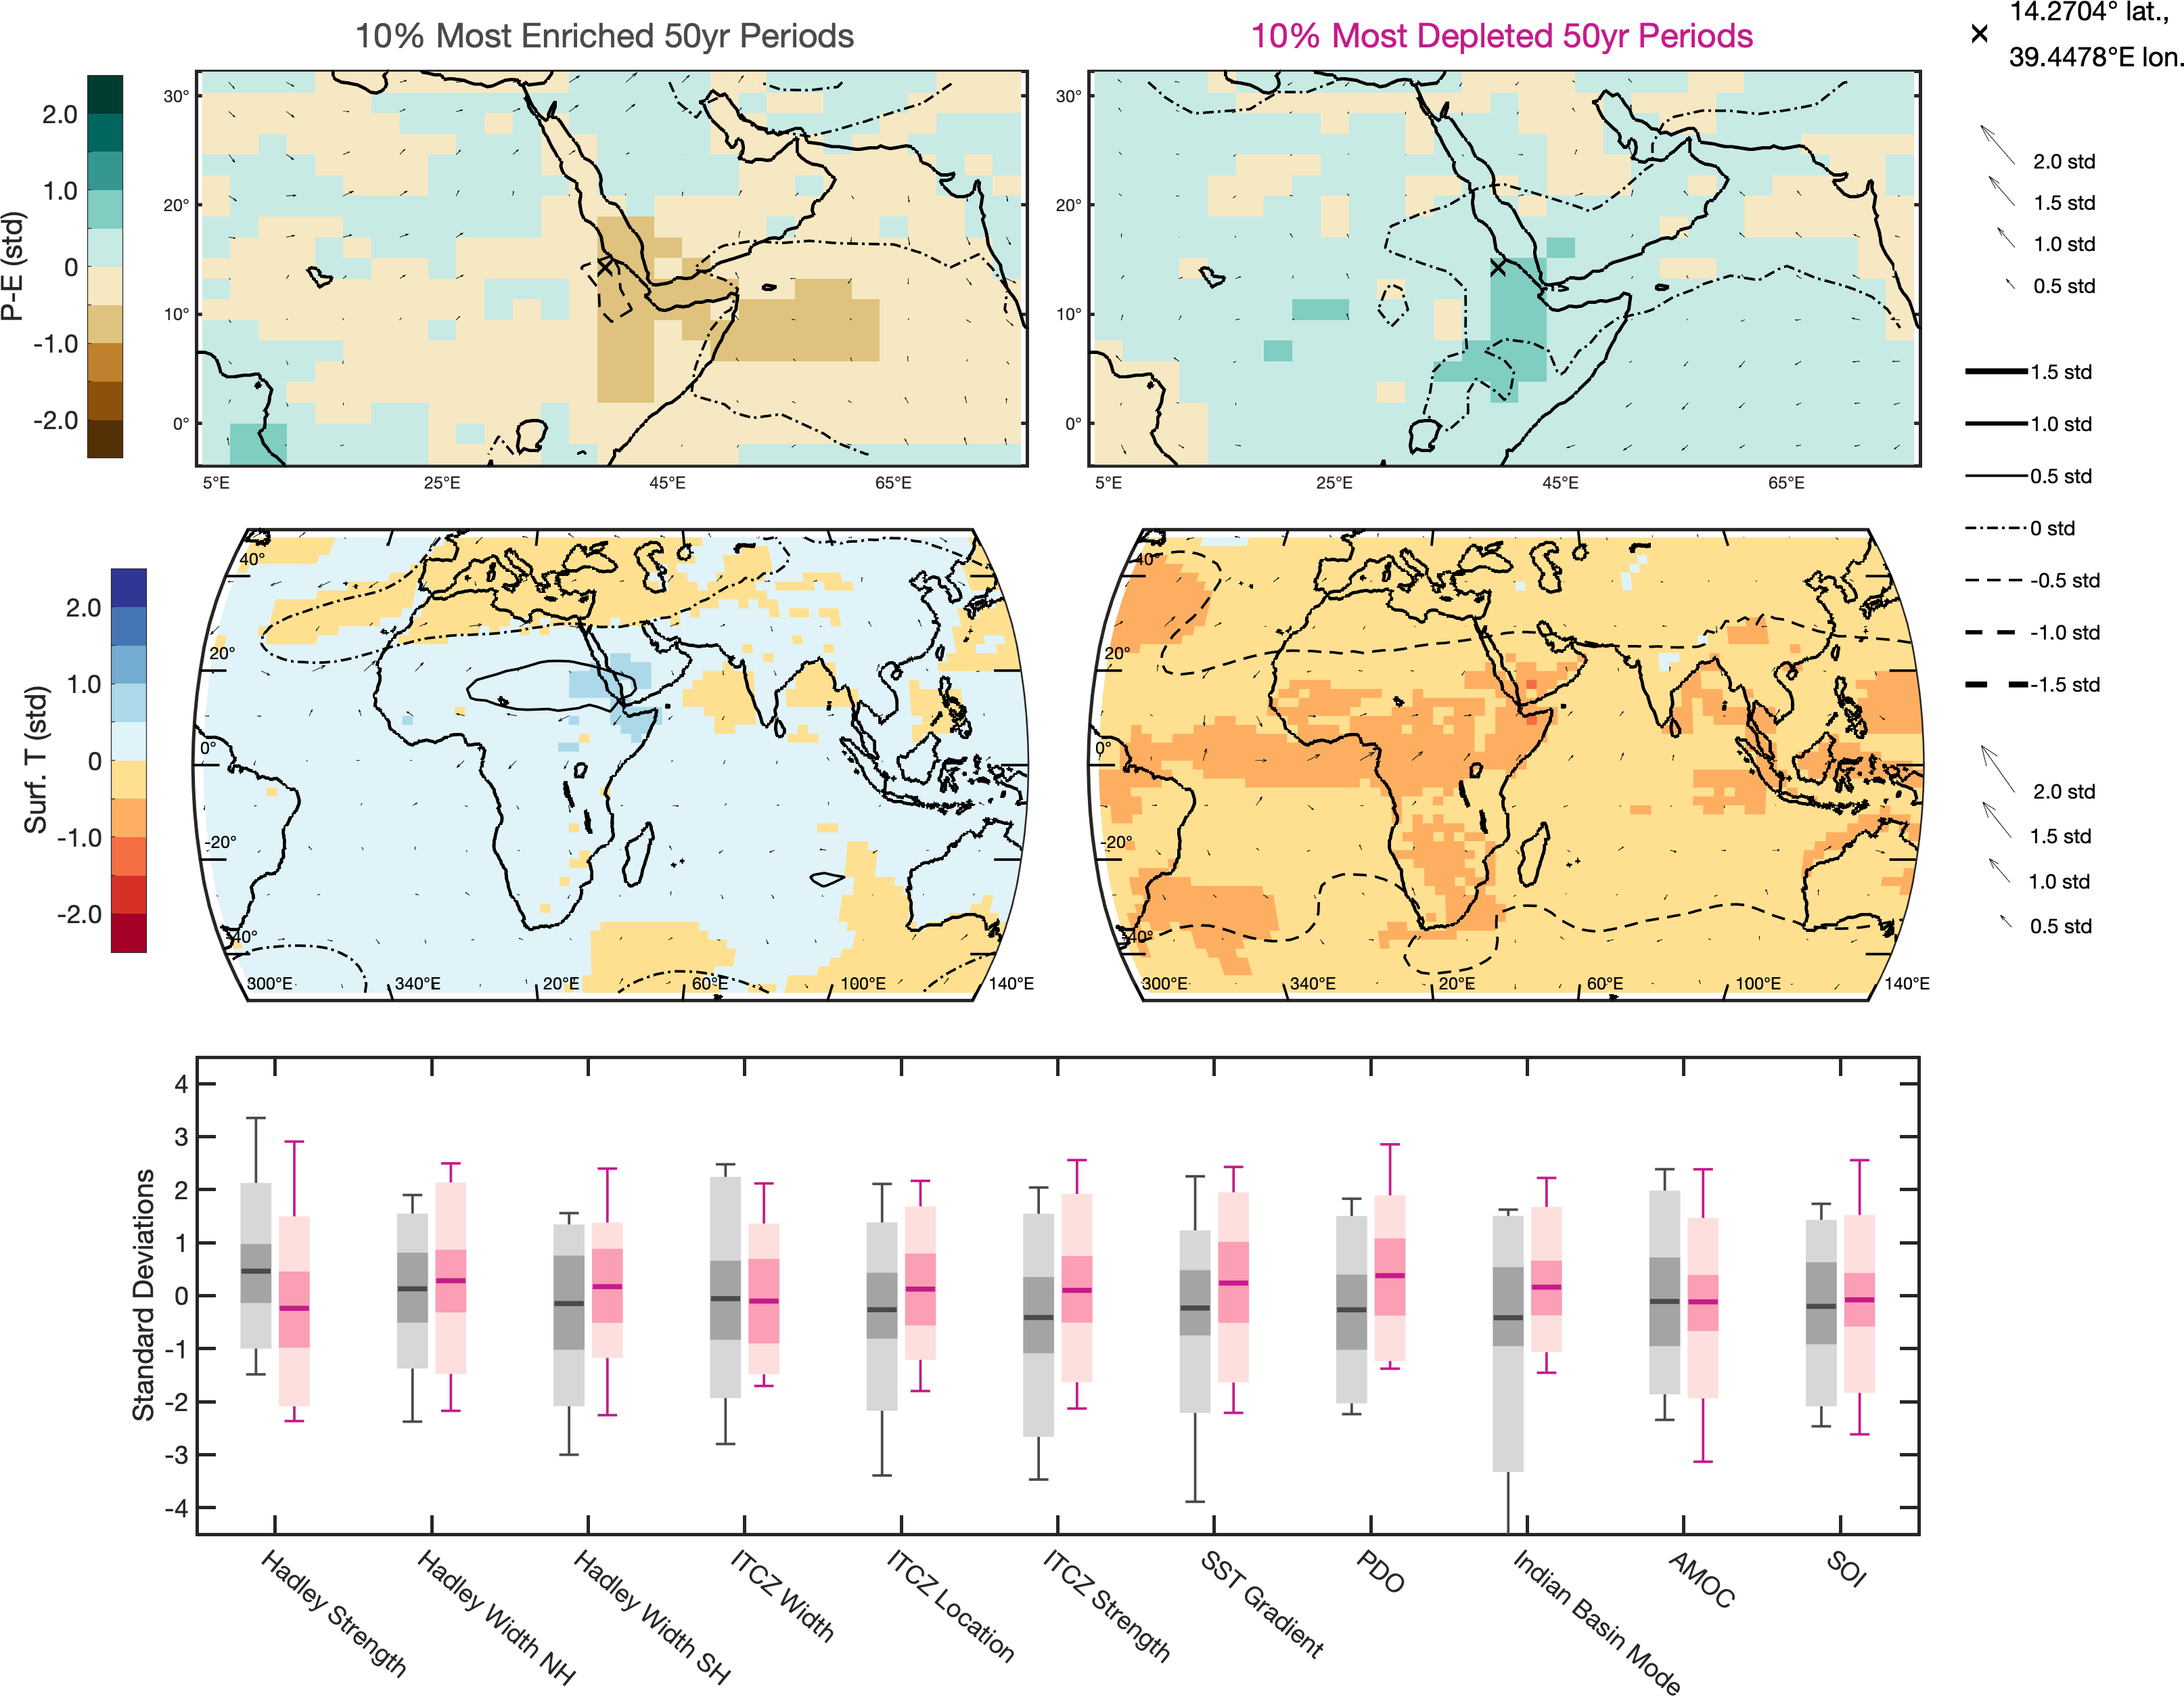 10% Most Enriched 50yr Periods
10% Most Depleted 50yr Periods
× 14.2704° lat.,
39.4478°E lon.
P-E (std)
2.0
1.0
0
-1.0
-2.0
30°
20°
10°
0°
5°E 25°E 45°E 65°E
30°
20°
10°
0°
5°E 25°E 45°E 65°E
2.0 std
1.5 std
1.0 std
0.5 std
1.5 std
1.0 std
0.5 std
0 std
-0.5 std
-1.0 std
-1.5 std
Surf. T (std)
2.0
1.0
0
-1.0
-2.0
40°
20°
0°
-20°
-40°
300°E 340°E 20°E 60°E 100°E 140°E
40°
20°
0°
-20°
-40°
300°E 340°E 20°E 60°E 100°E 140°E
2.0 std
1.5 std
1.0 std
0.5 std
Standard Deviations
4
3
2
1
0
-1
-2
-3
-4
Hadley Strength
Hadley Width NH
Hadley Width SH
ITCZ Width
ITCZ Location
ITCZ Strength
SST Gradient
PDO
Indian Basin Mode
AMOC
SOI